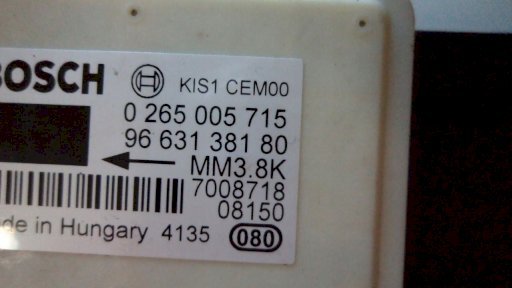 BOSCH KIS1 CEM00
0 265 005 715
96 631 381 80
MM3.8K
7008718
08150
de in Hungary 4135 080